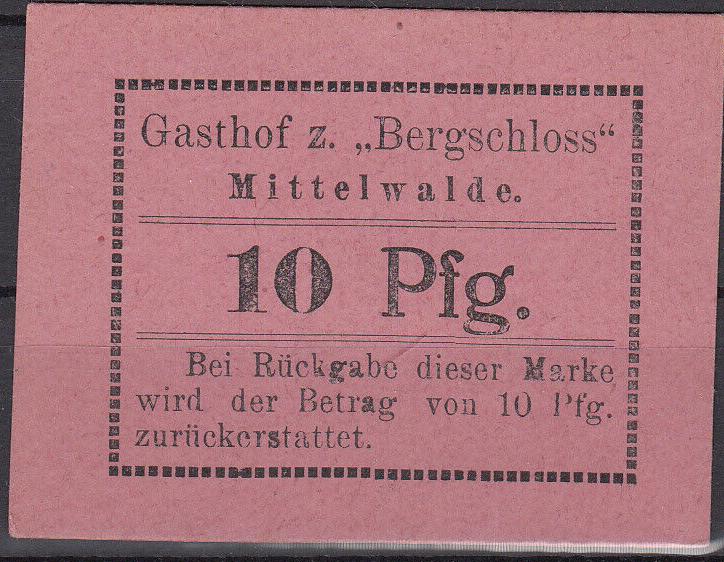 Gasthof z. „Bergschloss“
Mittelwalde.
10 Pfg.
Bei Rückgabe dieser Marke
wird der Betrag von 10 Pfg.
zurückerstattet.